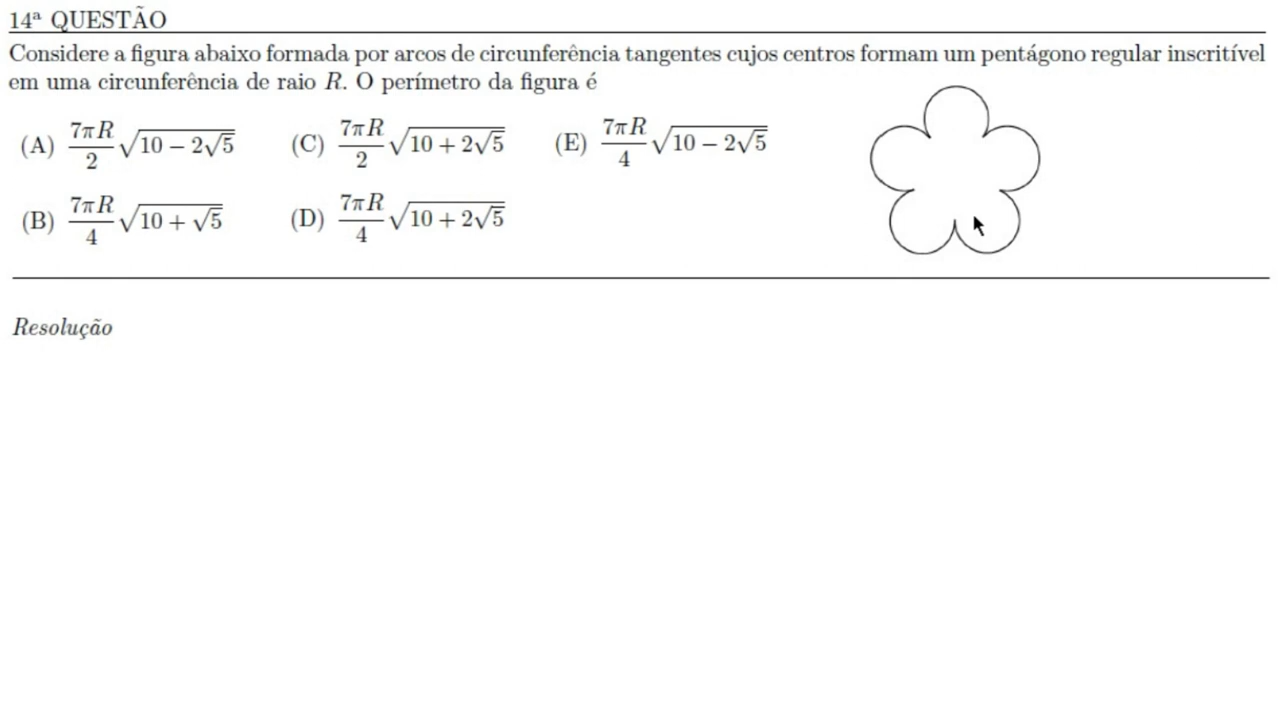 14ª QUESTÃO
Considere a figura abaixo formada por arcos de circunferência tangentes cujos centros formam um pentágono regular inscritível
em uma circunferência de raio R. O perímetro da figura é
(A) 7πR/2 √(10 − 2√5) (C) 7πR/2 √(10 + 2√5) (E) 7πR/4 √(10 − 2√5)
(B) 7πR/4 √(10 + √5) (D) 7πR/4 √(10 + 2√5)
Resolução